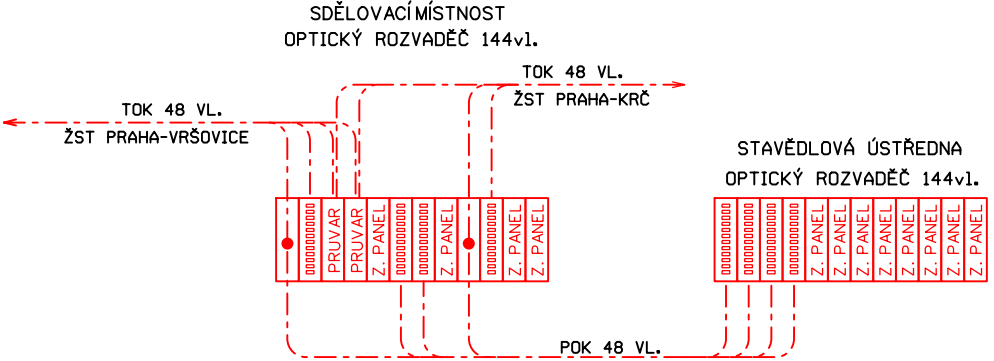 SDĚLOVACÍ MÍSTNOST
OPTICKÝ ROZVADĚČ 144vl.
TOK 48 VL.
ŽST PRAHA-KRČ
TOK 48 VL.
ŽST PRAHA-VRŠOVICE
STAVĚDLOVÁ ÚSTŘEDNA
OPTICKÝ ROZVADĚČ 144vl.
PRUVAR
PRUVAR
Z. PANEL
Z. PANEL
Z. PANEL
Z. PANEL
Z. PANEL
Z. PANEL
Z. PANEL
Z. PANEL
Z. PANEL
Z. PANEL
Z. PANEL
Z. PANEL
POK 48 VL.